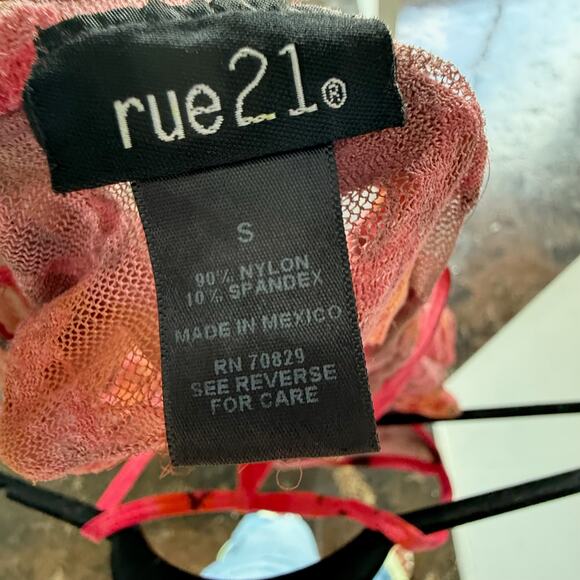 rue21®
S
90% NYLON
10% SPANDEX
MADE IN MEXICO
RN 70829
SEE REVERSE
FOR CARE